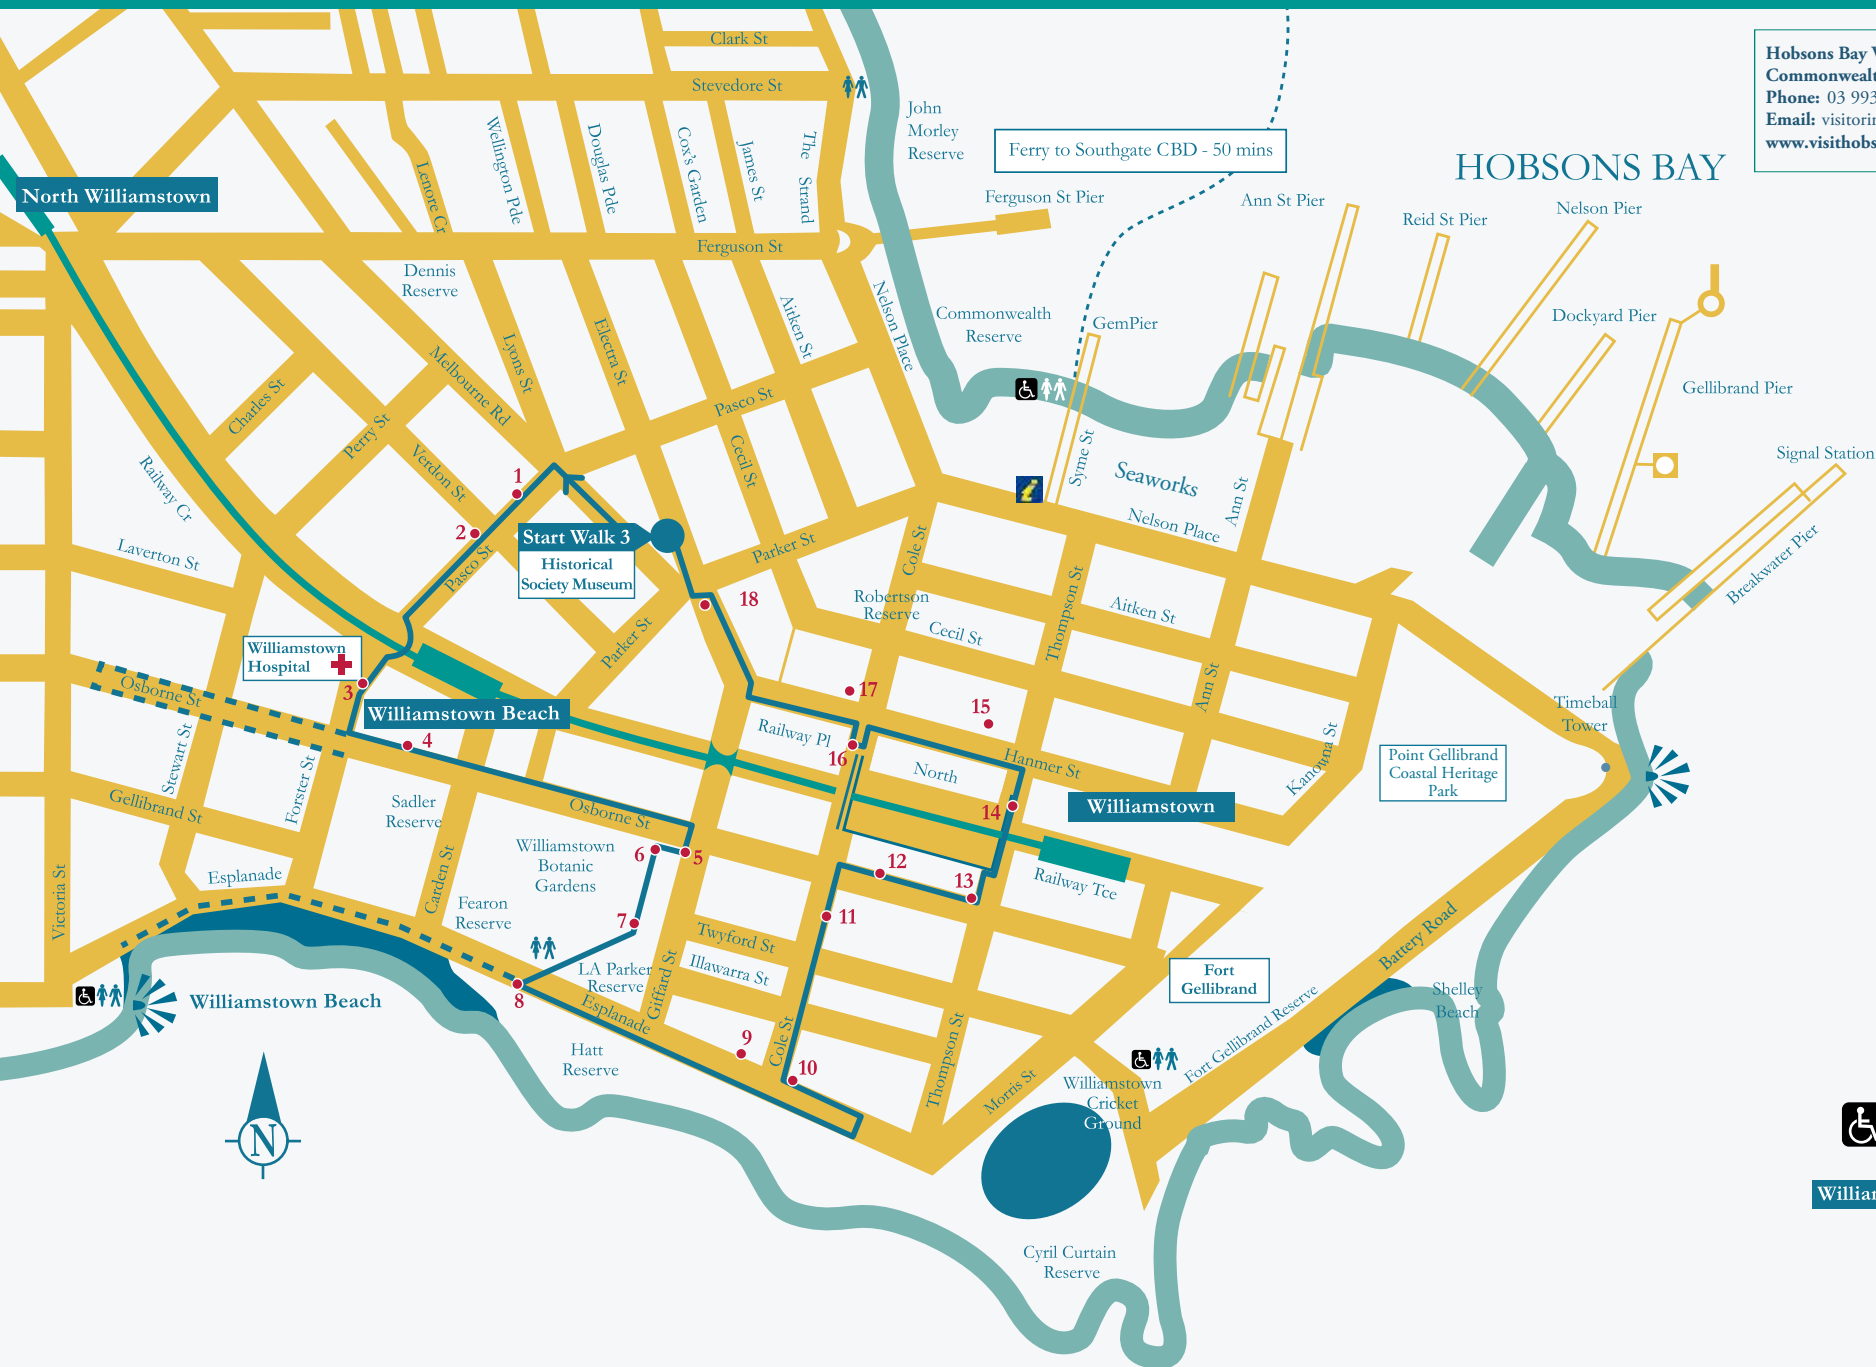 Clark St
Stevedore St
Hobsons Bay V
Commonwealt
Phone: 03 993
Email: visitorin
www.visithobs
John
Morley
Reserve
Ferry to Southgate CBD - 50 mins
HOBSONS BAY
Wellington Pde
Douglas Pde
Cox's Garden
James St
The Strand
Lenore Cr
North Williamstown
Ferguson St Pier
Ann St Pier
Reid St Pier
Nelson Pier
Ferguson St
Dennis
Reserve
Commonwealth
Reserve
GemPier
Dockyard Pier
Nelson Place
Aitken St
Electra St
Lyons St
Melbourne Rd
Gellibrand Pier
Charles St
Perry St
Pasco St
Cecil St
Verdon St
Railway Cr
Syme St
Seaworks
Ann St
Signal Station
Nelson Place
Breakwater Pier
1
2
Start Walk 3
Historical
Society Museum
Parker St
Cole St
Laverton St
Pasco St
18
Robertson
Reserve
Thompson St
Aitken St
Cecil St
Parker St
Williamstown
Hospital
3
Osborne St
17
15
Ann St
Timeball
Tower
Williamstown Beach
4
Railway Pl
16
North
Hanmer St
Kanowna St
Point Gellibrand
Coastal Heritage
Park
Stewart St
Forster St
Gellibrand St
Sadler
Reserve
Osborne St
14
Williamstown
Williamstown
Botanic
Gardens
6
5
12
13
Railway Tce
Victoria St
Esplanade
Carden St
Fearon
Reserve
7
11
Twyford St
Illawarra St
Battery Road
LA Parker
Reserve
Giffard St
Fort
Gellibrand
Shelley
Beach
Williamstown Beach
8
Esplanade
Fort Gellibrand Reserve
Hatt
Reserve
9
Cole St
10
Thompson St
Morris St
Williamstown
Cricket
Ground
N
William
Cyril Curtain
Reserve